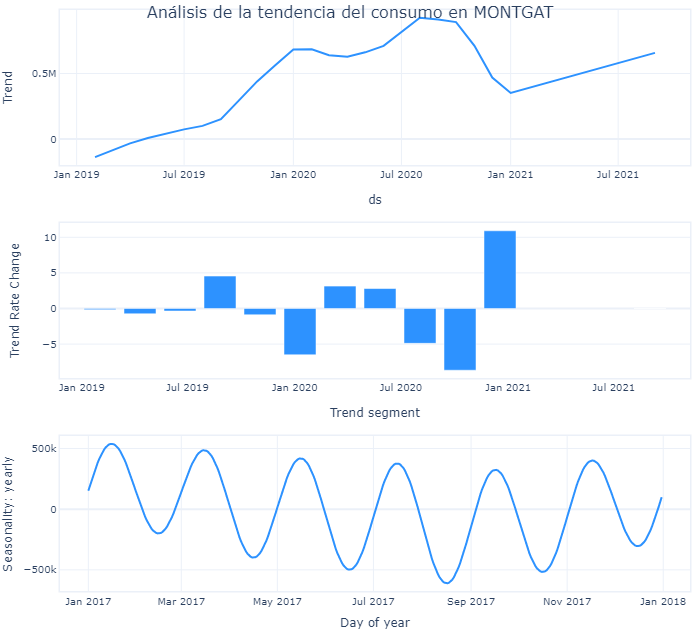 Análisis de la tendencia del consumo en MONTGAT
Trend
0.5M
0
Jan 2019
Jul 2019
Jan 2020
Jul 2020
Jan 2021
Jul 2021
ds
Trend Rate Change
10
5
0
−5
Jan 2019
Jul 2019
Jan 2020
Jul 2020
Jan 2021
Jul 2021
Trend segment
Seasonality: yearly
500k
0
−500k
Jan 2017
Mar 2017
May 2017
Jul 2017
Sep 2017
Nov 2017
Jan 2018
Day of year